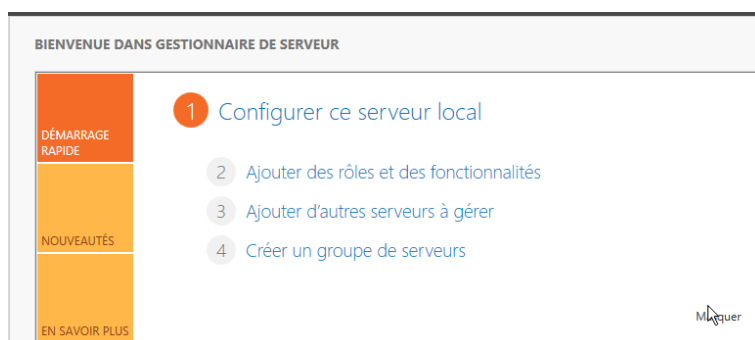 BIENVENUE DANS GESTIONNAIRE DE SERVEUR
DÉMARRAGE
RAPIDE
1 Configurer ce serveur local
2 Ajouter des rôles et des fonctionnalités
3 Ajouter d'autres serveurs à gérer
4 Créer un groupe de serveurs
NOUVEAUTÉS
EN SAVOIR PLUS